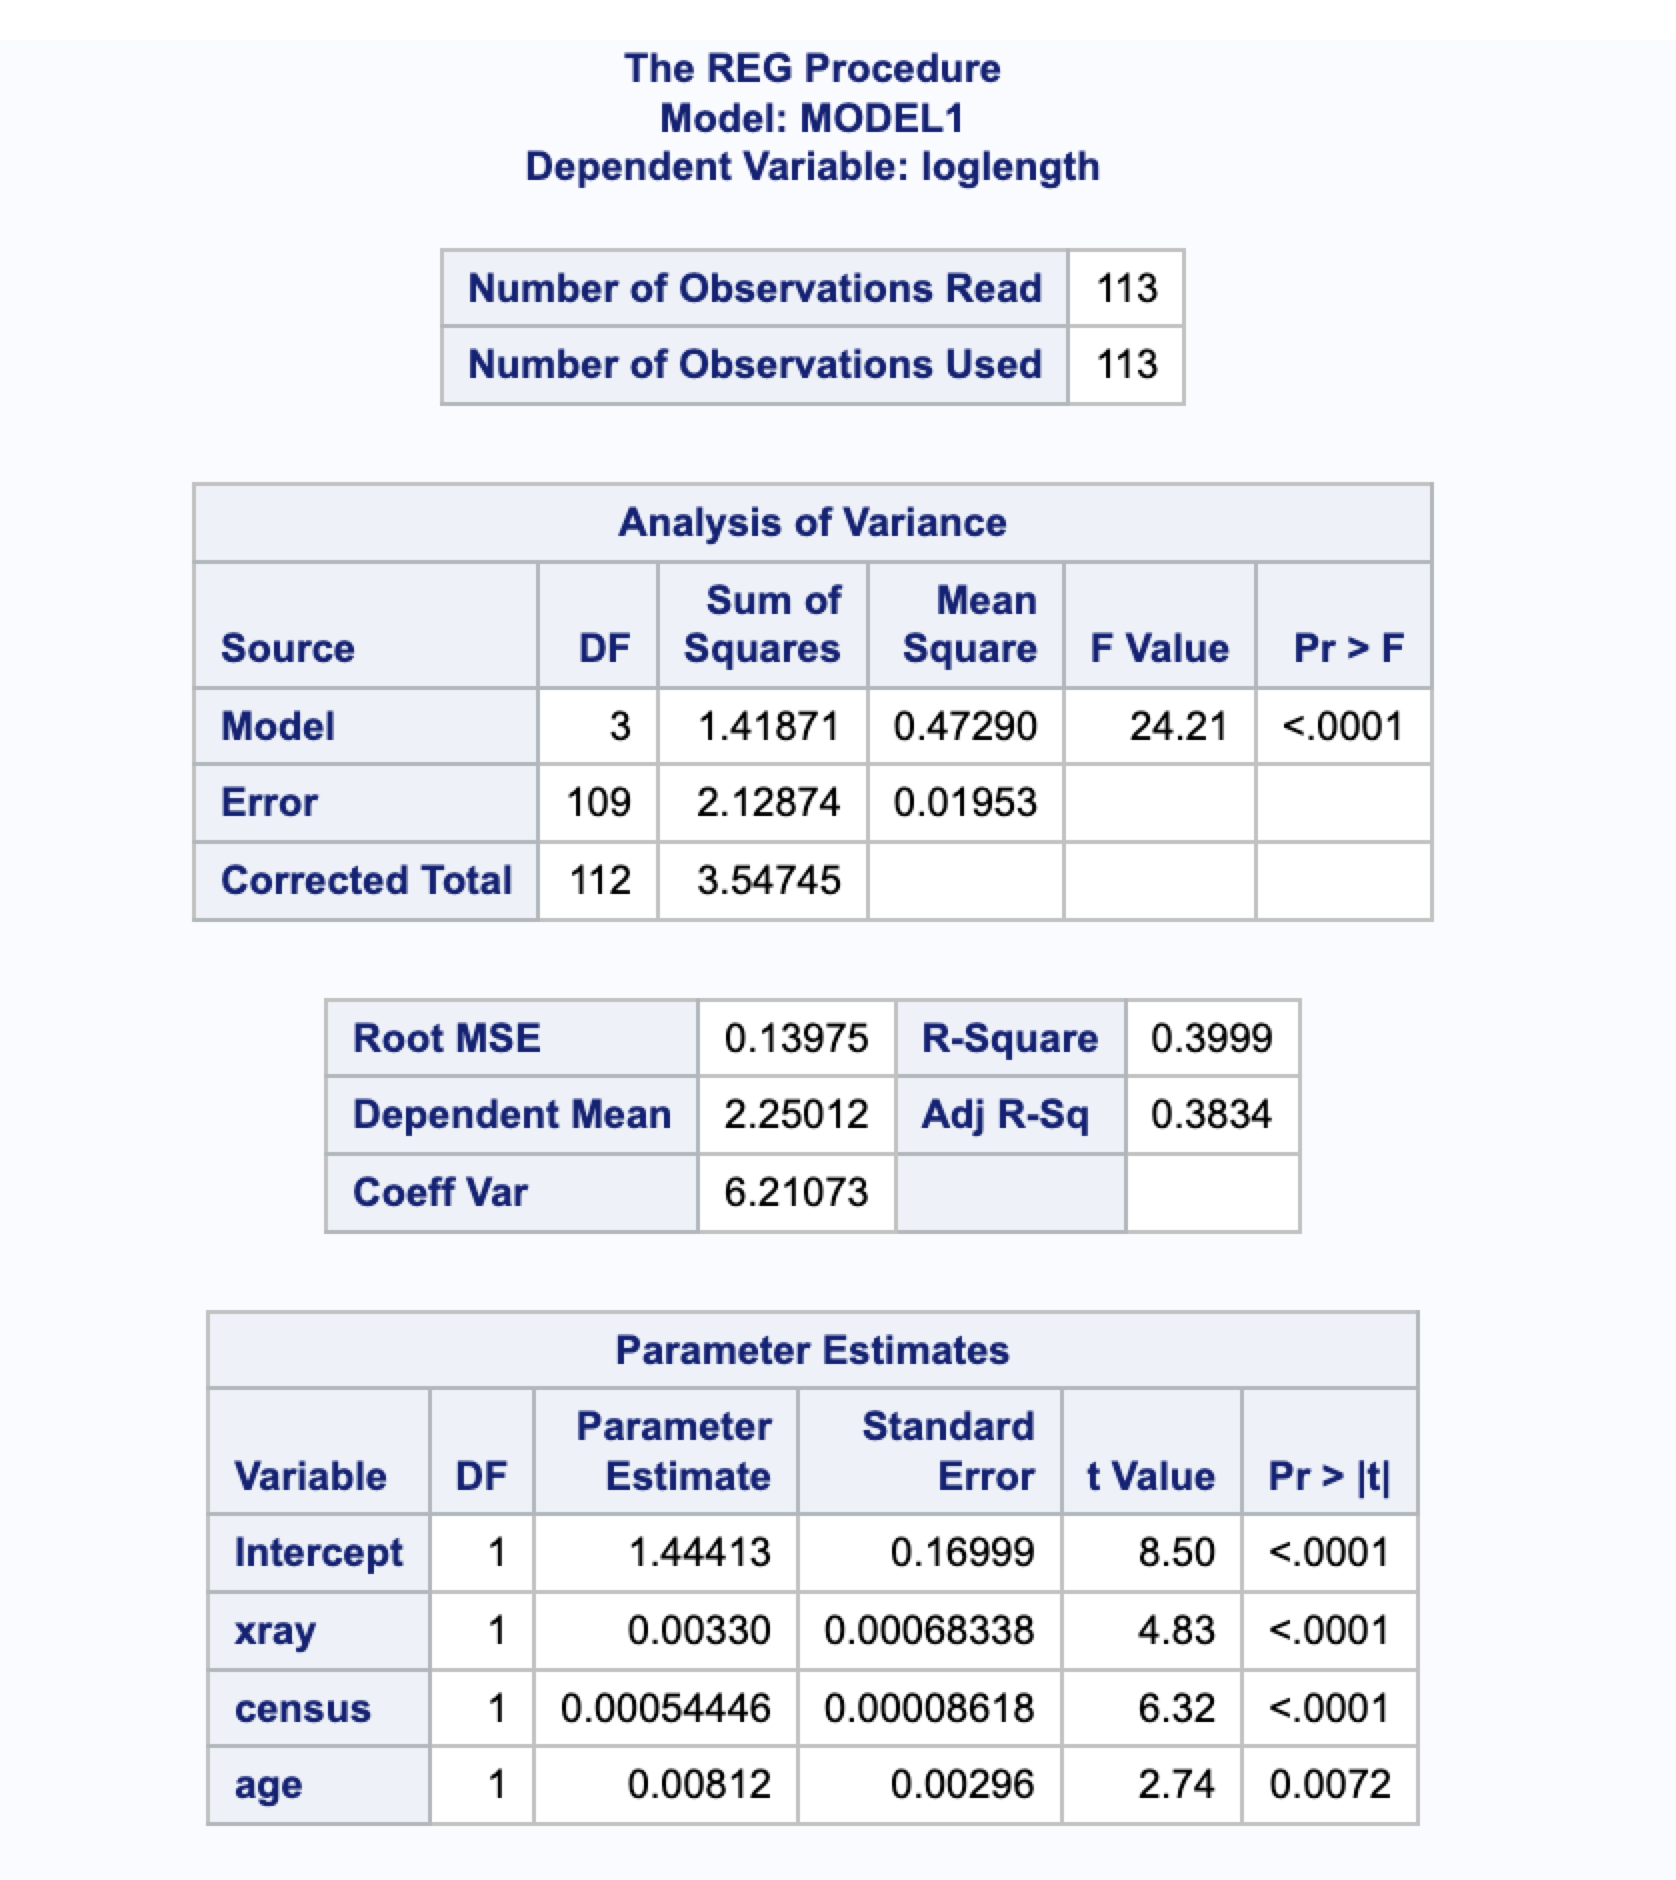 The REG Procedure
Model: MODEL1
Dependent Variable: loglength
Number of Observations Read 113
Number of Observations Used 113
Analysis of Variance
Source DF Sum of Squares Mean Square F Value Pr > F
Model 3 1.41871 0.47290 24.21 <.0001
Error 109 2.12874 0.01953
Corrected Total 112 3.54745
Root MSE 0.13975 R-Square 0.3999
Dependent Mean 2.25012 Adj R-Sq 0.3834
Coeff Var 6.21073
Parameter Estimates
Variable DF Parameter Estimate Standard Error t Value Pr > |t|
Intercept 1 1.44413 0.16999 8.50 <.0001
xray 1 0.00330 0.00068338 4.83 <.0001
census 1 0.00054446 0.00008618 6.32 <.0001
age 1 0.00812 0.00296 2.74 0.0072